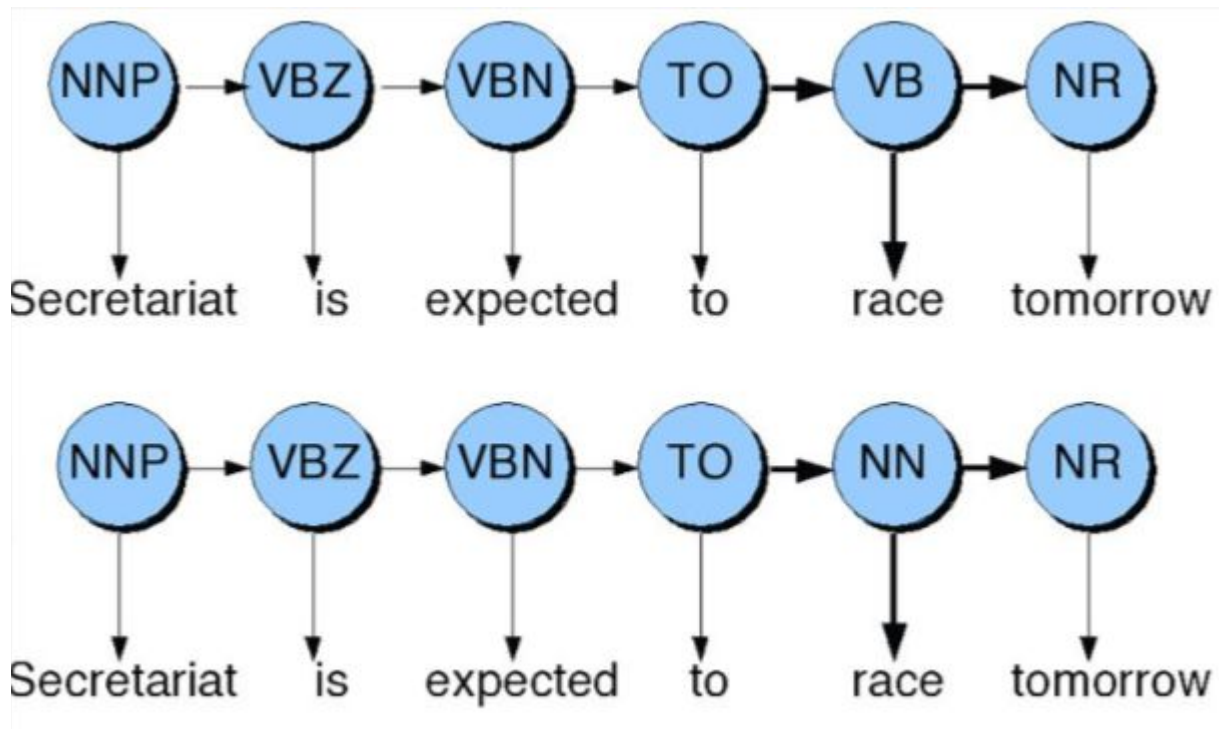 NNP VBZ VBN TO VB NR
Secretariat is expected to race tomorrow
NNP VBZ VBN TO NN NR
Secretariat is expected to race tomorrow